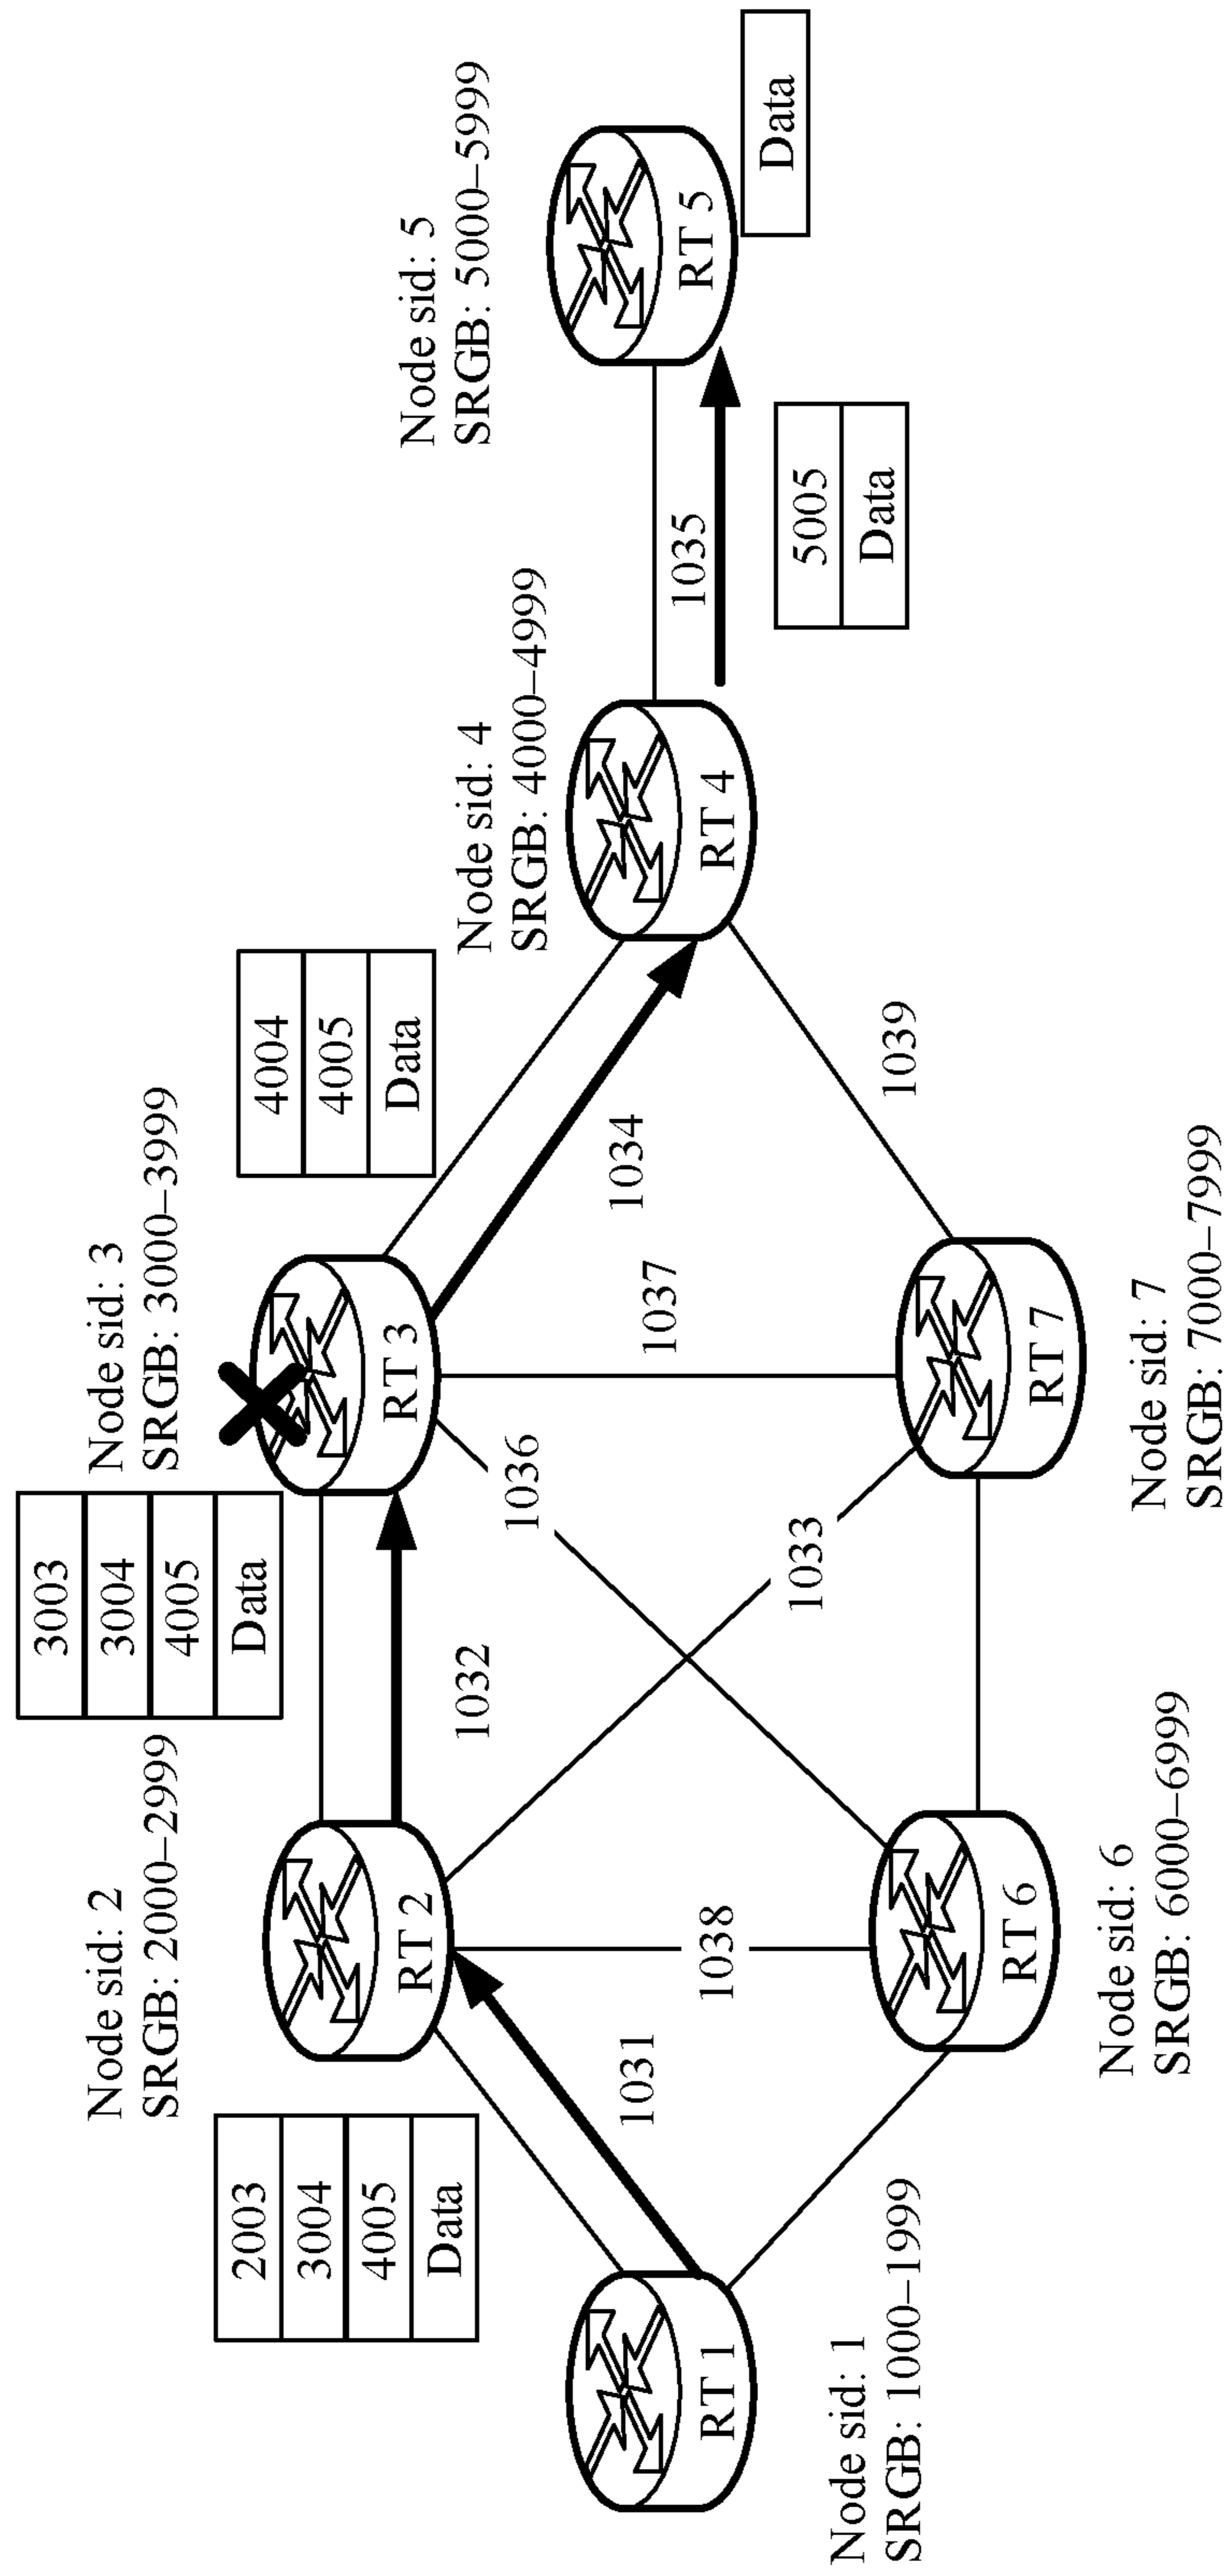 3003
3004
4005
Data
Node sid: 2
SRGB: 2000–2999
Node sid: 3
SRGB: 3000–3999
4004
4005
Data
2003
3004
4005
Data
RT 2
1032
RT 3
Node sid: 4
SRGB: 4000–4999
Node sid: 5
SRGB: 5000–5999
1031
1036
1037
1034
RT 1
RT 4
1035
RT 5
Data
1038
1033
1039
5005
Data
Node sid: 1
SRGB: 1000–1999
RT 6
RT 7
Node sid: 6
SRGB: 6000–6999
Node sid: 7
SRGB: 7000–7999